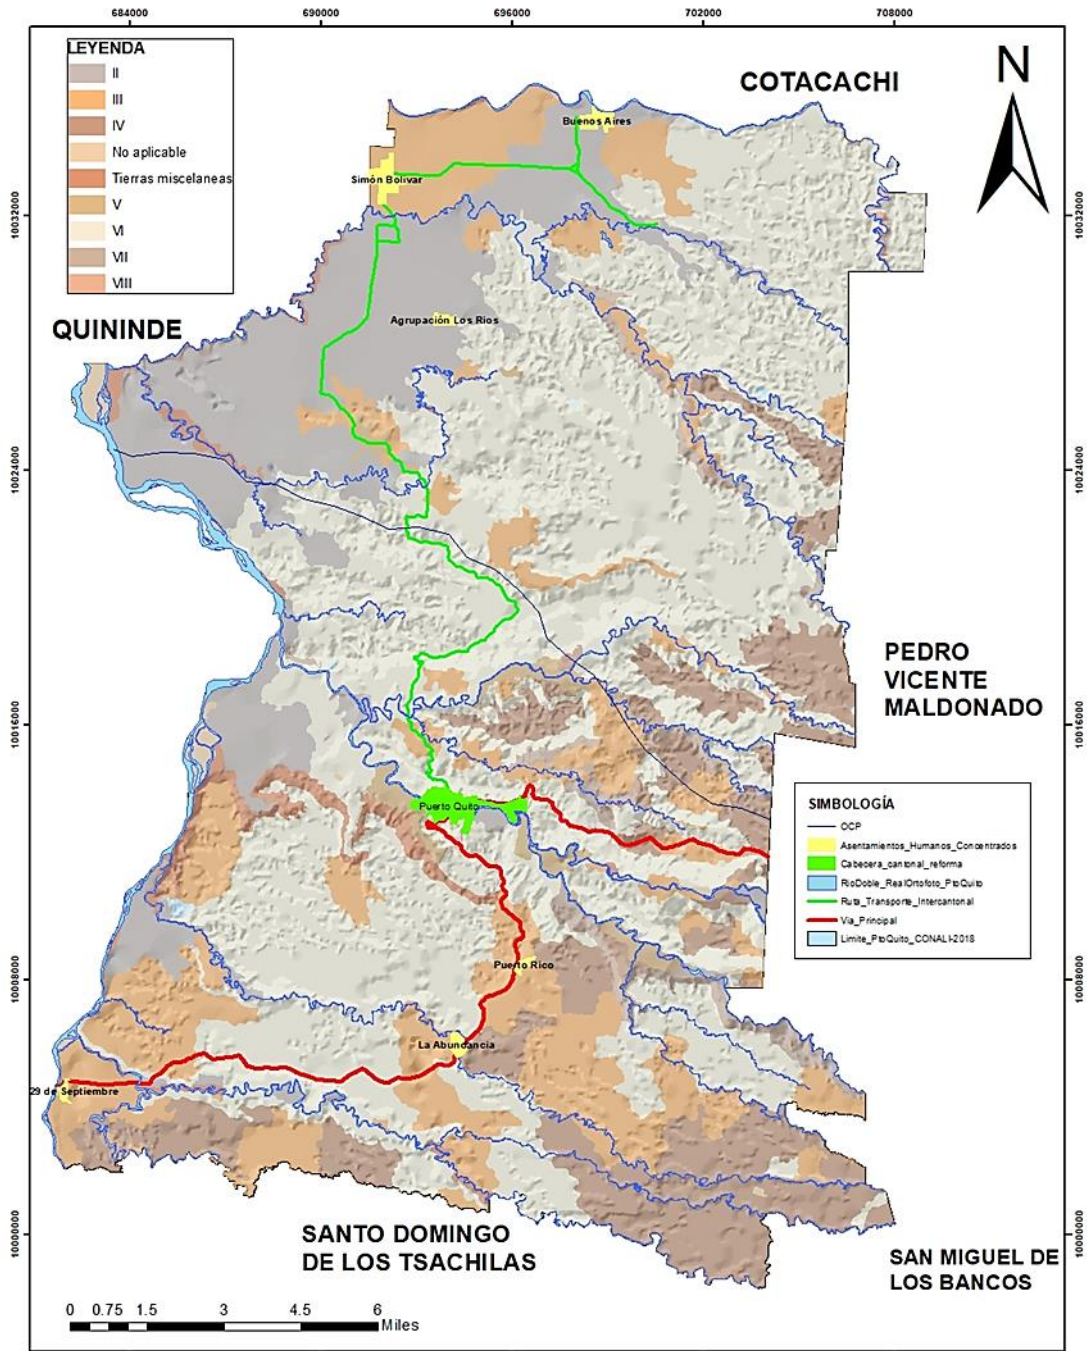 684000 690000 696000 702000 708000
LEYENDA
II
III
IV
No aplicable
Tierras miscelaneas
V
VI
VII
VIII
COTACACHI
N
Buenos Aires
Simón Bolívar
10032000 10032000
Agrupación Los Rios
QUININDE
10024000 10024000
PEDRO
VICENTE
MALDONADO
10016000 10016000
Puerto Quito
SIMBOLOGÍA
OCP
Asentamientos_Humanos_Concentrados
Cabecera_cantonal_reforma
RioDoble_RealOrtofoto_PtoQuito
Ruta_Transporte_Intercantonal
Via_Principal
Limite_PtoQuito_CONALI-2018
Puerto Rico
10008000 10008000
La Abundancia
29 de Septiembre
SANTO DOMINGO
DE LOS TSACHILAS
10000000 10000000
SAN MIGUEL DE
LOS BANCOS
0 0.75 1.5 3 4.5 6
Miles